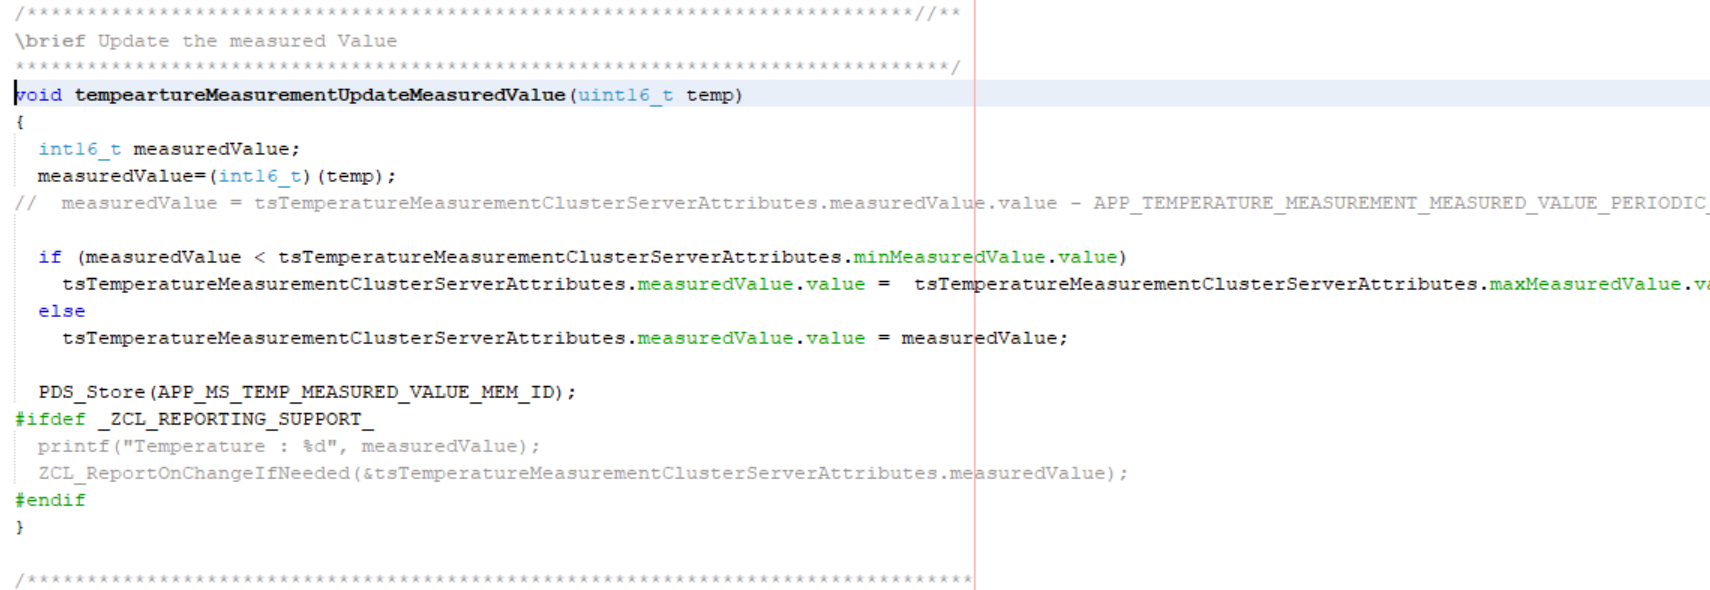 /**************************************************************************//**
\brief Update the measured Value
******************************************************************************/
void tempeartureMeasurementUpdateMeasuredValue(uint16_t temp)
{
  int16_t measuredValue;
  measuredValue=(int16_t)(temp);
//  measuredValue = tsTemperatureMeasurementClusterServerAttributes.measuredValue.value - APP_TEMPERATURE_MEASUREMENT_MEASURED_VALUE_PERIODIC_

  if (measuredValue < tsTemperatureMeasurementClusterServerAttributes.minMeasuredValue.value)
    tsTemperatureMeasurementClusterServerAttributes.measuredValue.value =  tsTemperatureMeasurementClusterServerAttributes.maxMeasuredValue.va
  else
    tsTemperatureMeasurementClusterServerAttributes.measuredValue.value = measuredValue;

  PDS_Store(APP_MS_TEMP_MEASURED_VALUE_MEM_ID);
#ifdef _ZCL_REPORTING_SUPPORT_
  printf("Temperature : %d", measuredValue);
  ZCL_ReportOnChangeIfNeeded(&tsTemperatureMeasurementClusterServerAttributes.measuredValue);
#endif
}

/*******************************************************************************